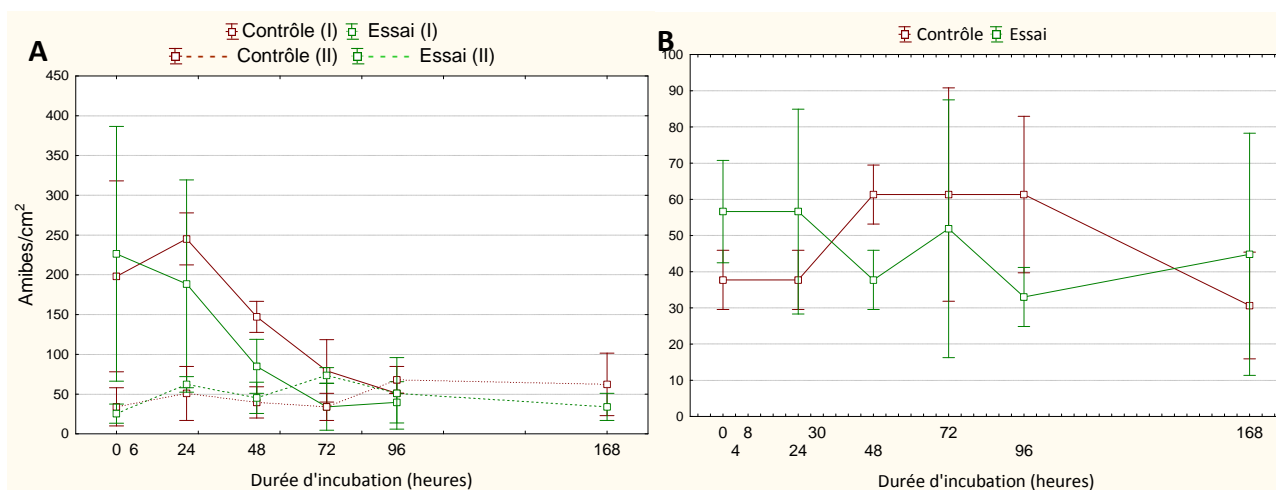 A
Contrôle (I) Essai (I)
Contrôle (II) Essai (II)
Amibes/cm²
450
400
350
300
250
200
150
100
50
0
0 6 24 48 72 96 168
Durée d'incubation (heures)
B
Contrôle Essai
100
90
80
70
60
50
40
30
20
10
0
0 8 30 72 168
4 24 48 96
Durée d'incubation (heures)